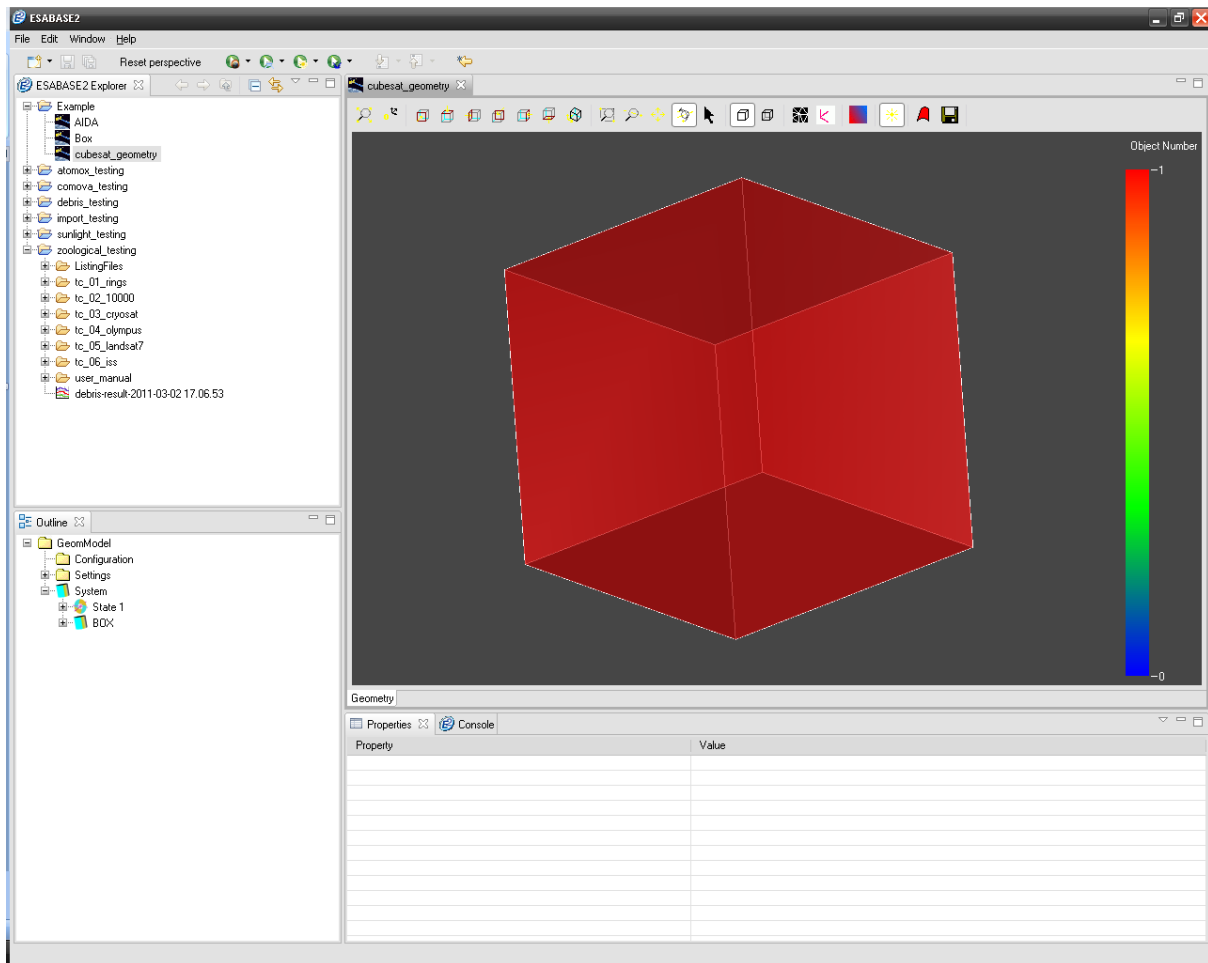 ESABASE2
File Edit Window Help
Reset perspective
ESABASE2 Explorer
Example
AIDA
Box
cubesat_geometry
atomox_testing
comova_testing
debris_testing
import_testing
sunlight_testing
zoological_testing
ListingFiles
tc_01_rings
tc_02_10000
tc_03_cryosat
tc_04_olympus
tc_05_landsat7
tc_06_iss
user_manual
debris-result-2011-03-02 17.06.53
Outline
GeomModel
Configuration
Settings
System
State 1
BOX
cubesat_geometry
Object Number
1
0
Geometry
Properties Console
Property Value